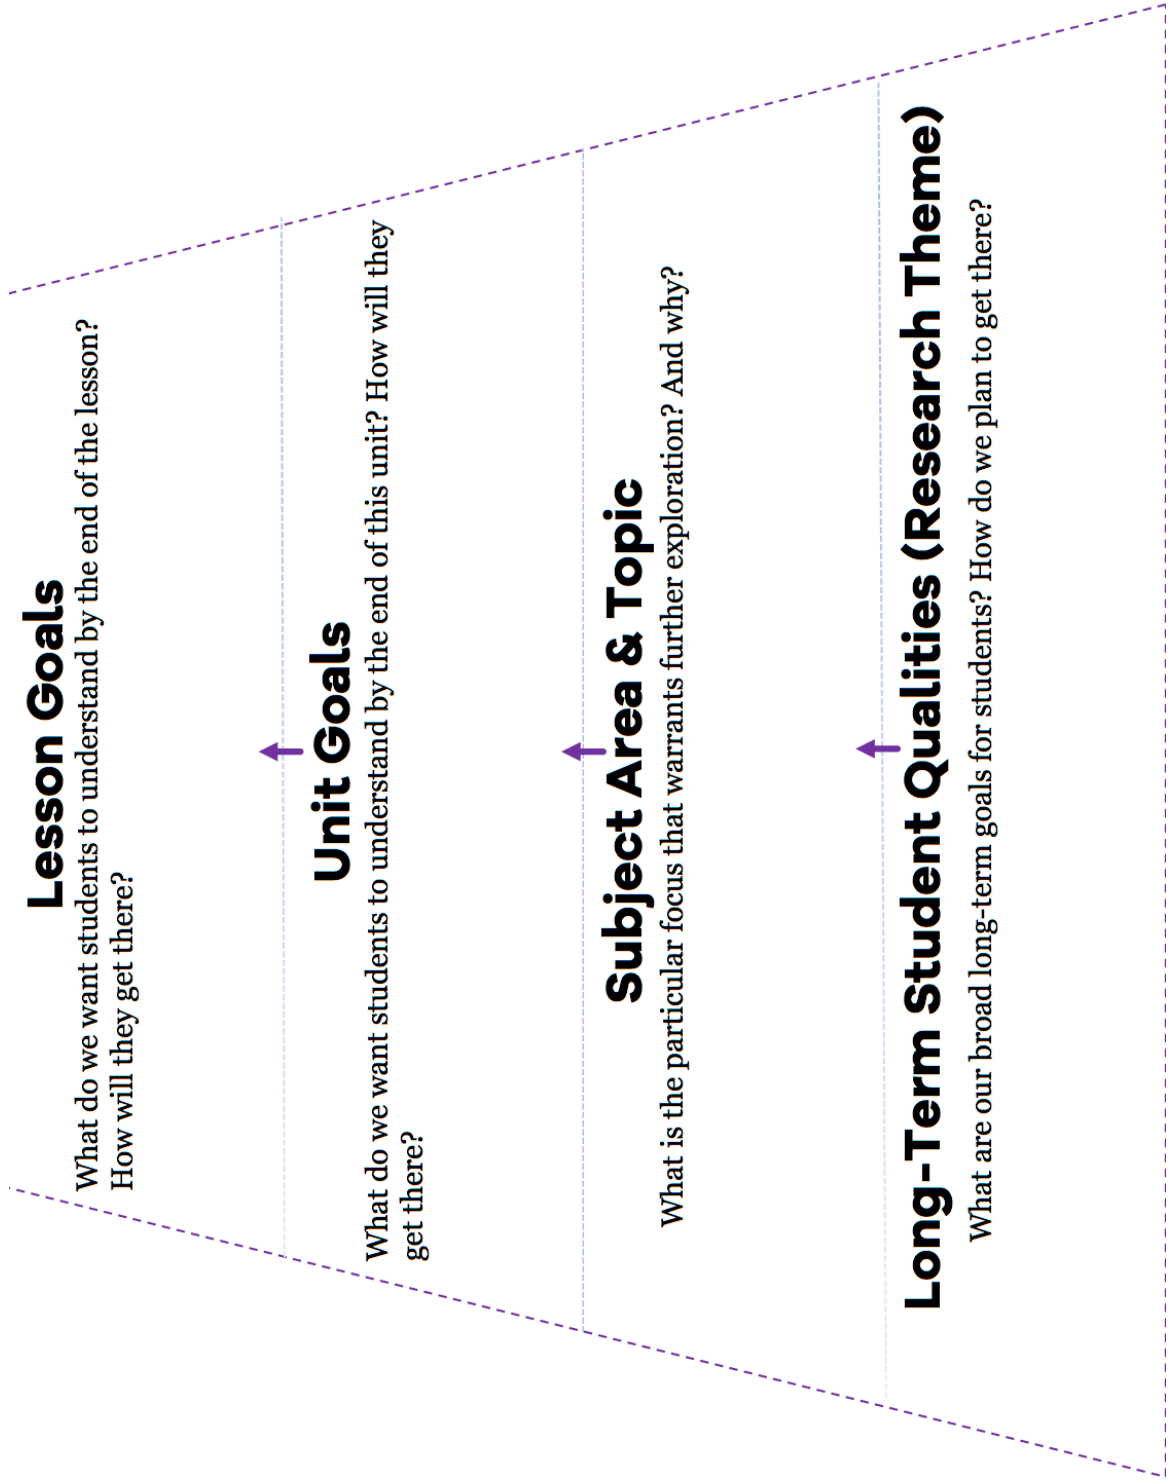 Lesson Goals
What do we want students to understand by the end of the lesson?
How will they get there?
Unit Goals
What do we want students to understand by the end of this unit? How will they
get there?
Subject Area & Topic
What is the particular focus that warrants further exploration? And why?
Long-Term Student Qualities (Research Theme)
What are our broad long-term goals for students? How do we plan to get there?